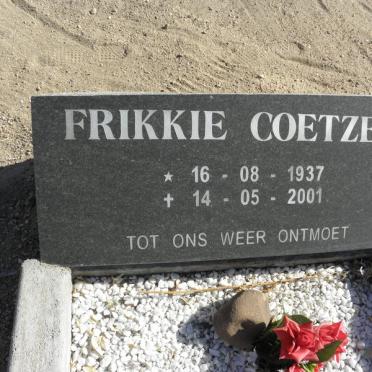 FRIKKIE COETZE
★ 16 - 08 - 1937
✝ 14 - 05 - 2001
TOT ONS WEER ONTMOET